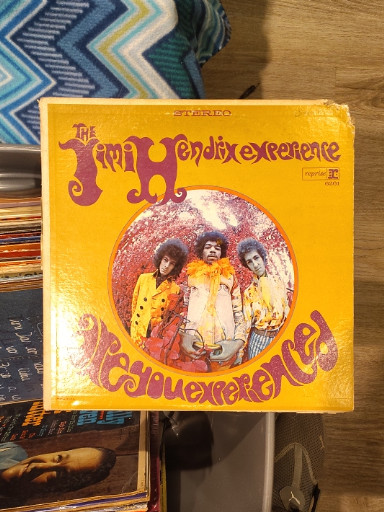 STEREO
THE Jimi Hendrix experience
reprise
are you experienced